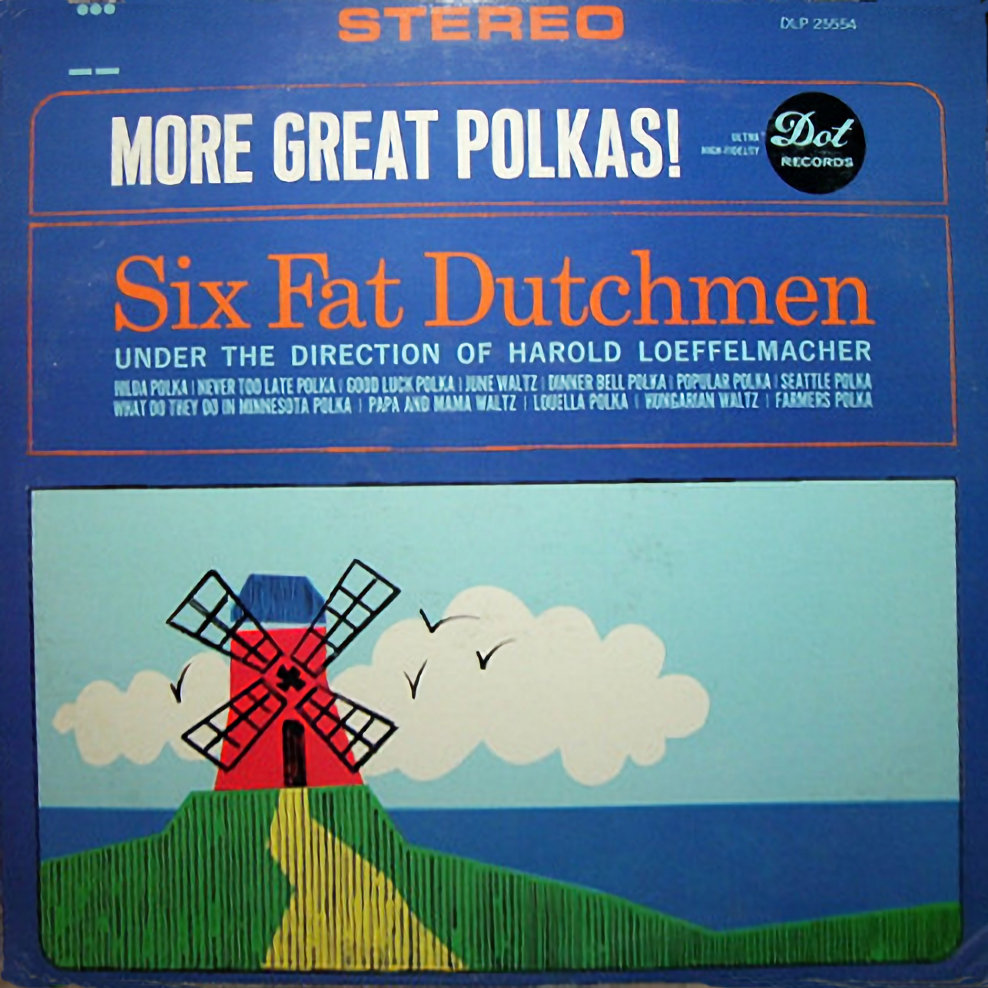 STEREO
DLP 25554
MORE GREAT POLKAS!
ULTRA
HIGH-FIDELITY
Dot
RECORDS
Six Fat Dutchmen
UNDER THE DIRECTION OF HAROLD LOEFFELMACHER
HILDA POLKA | NEVER TOO LATE POLKA | GOOD LUCK POLKA | JUNE WALTZ | DINNER BELL POLKA | POPULAR POLKA | SEATTLE POLKA
WHAT DO THEY DO IN MINNESOTA POLKA | PAPA AND MAMA WALTZ | LOUELLA POLKA | HUNGARIAN WALTZ | FARMERS POLKA